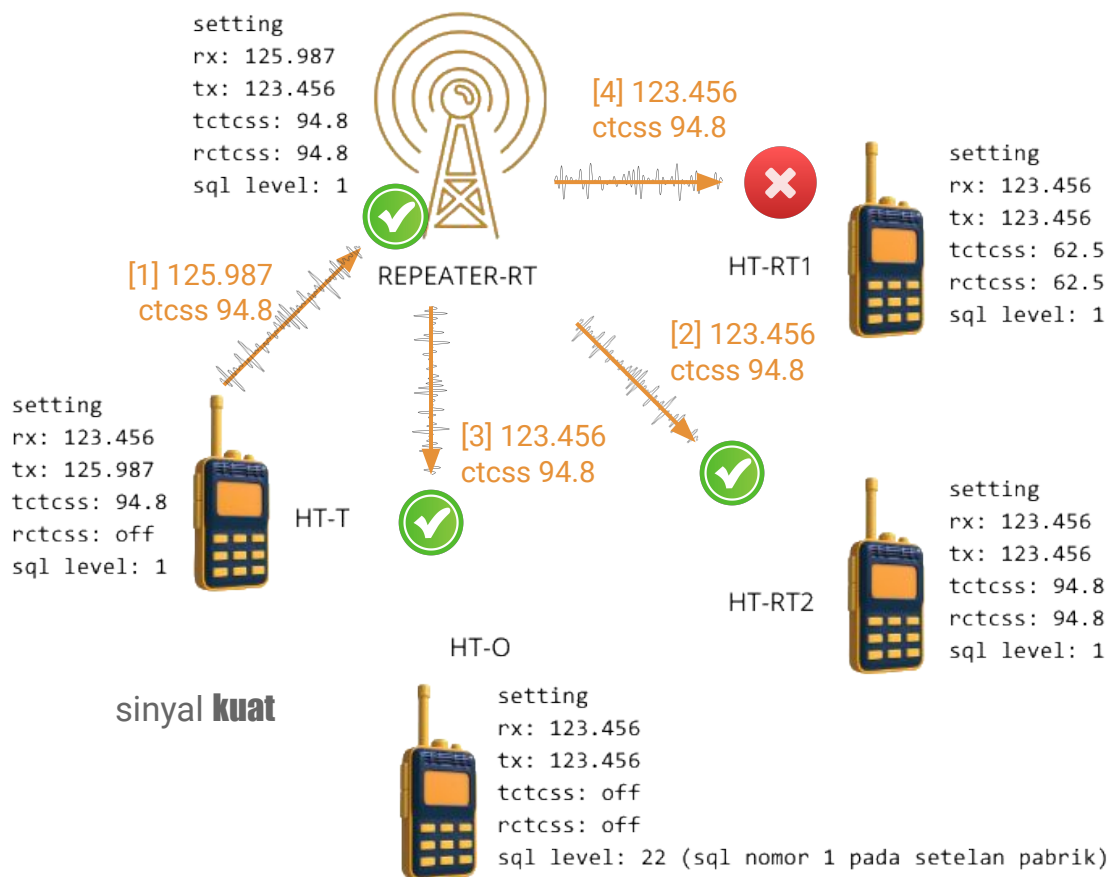 setting
rx: 125.987
tx: 123.456
tctcss: 94.8
rctcss: 94.8
sql level: 1
[4] 123.456
ctcss 94.8
setting
rx: 123.456
tx: 123.456
tctcss: 62.5
rctcss: 62.5
sql level: 1
HT-RT1
REPEATER-RT
[1] 125.987
ctcss 94.8
[2] 123.456
ctcss 94.8
[3] 123.456
ctcss 94.8
setting
rx: 123.456
tx: 125.987
tctcss: 94.8
rctcss: off
sql level: 1
HT-T
setting
rx: 123.456
tx: 123.456
tctcss: 94.8
rctcss: 94.8
sql level: 1
HT-RT2
HT-O
sinyal kuat
setting
rx: 123.456
tx: 123.456
tctcss: off
rctcss: off
sql level: 22 (sql nomor 1 pada setelan pabrik)